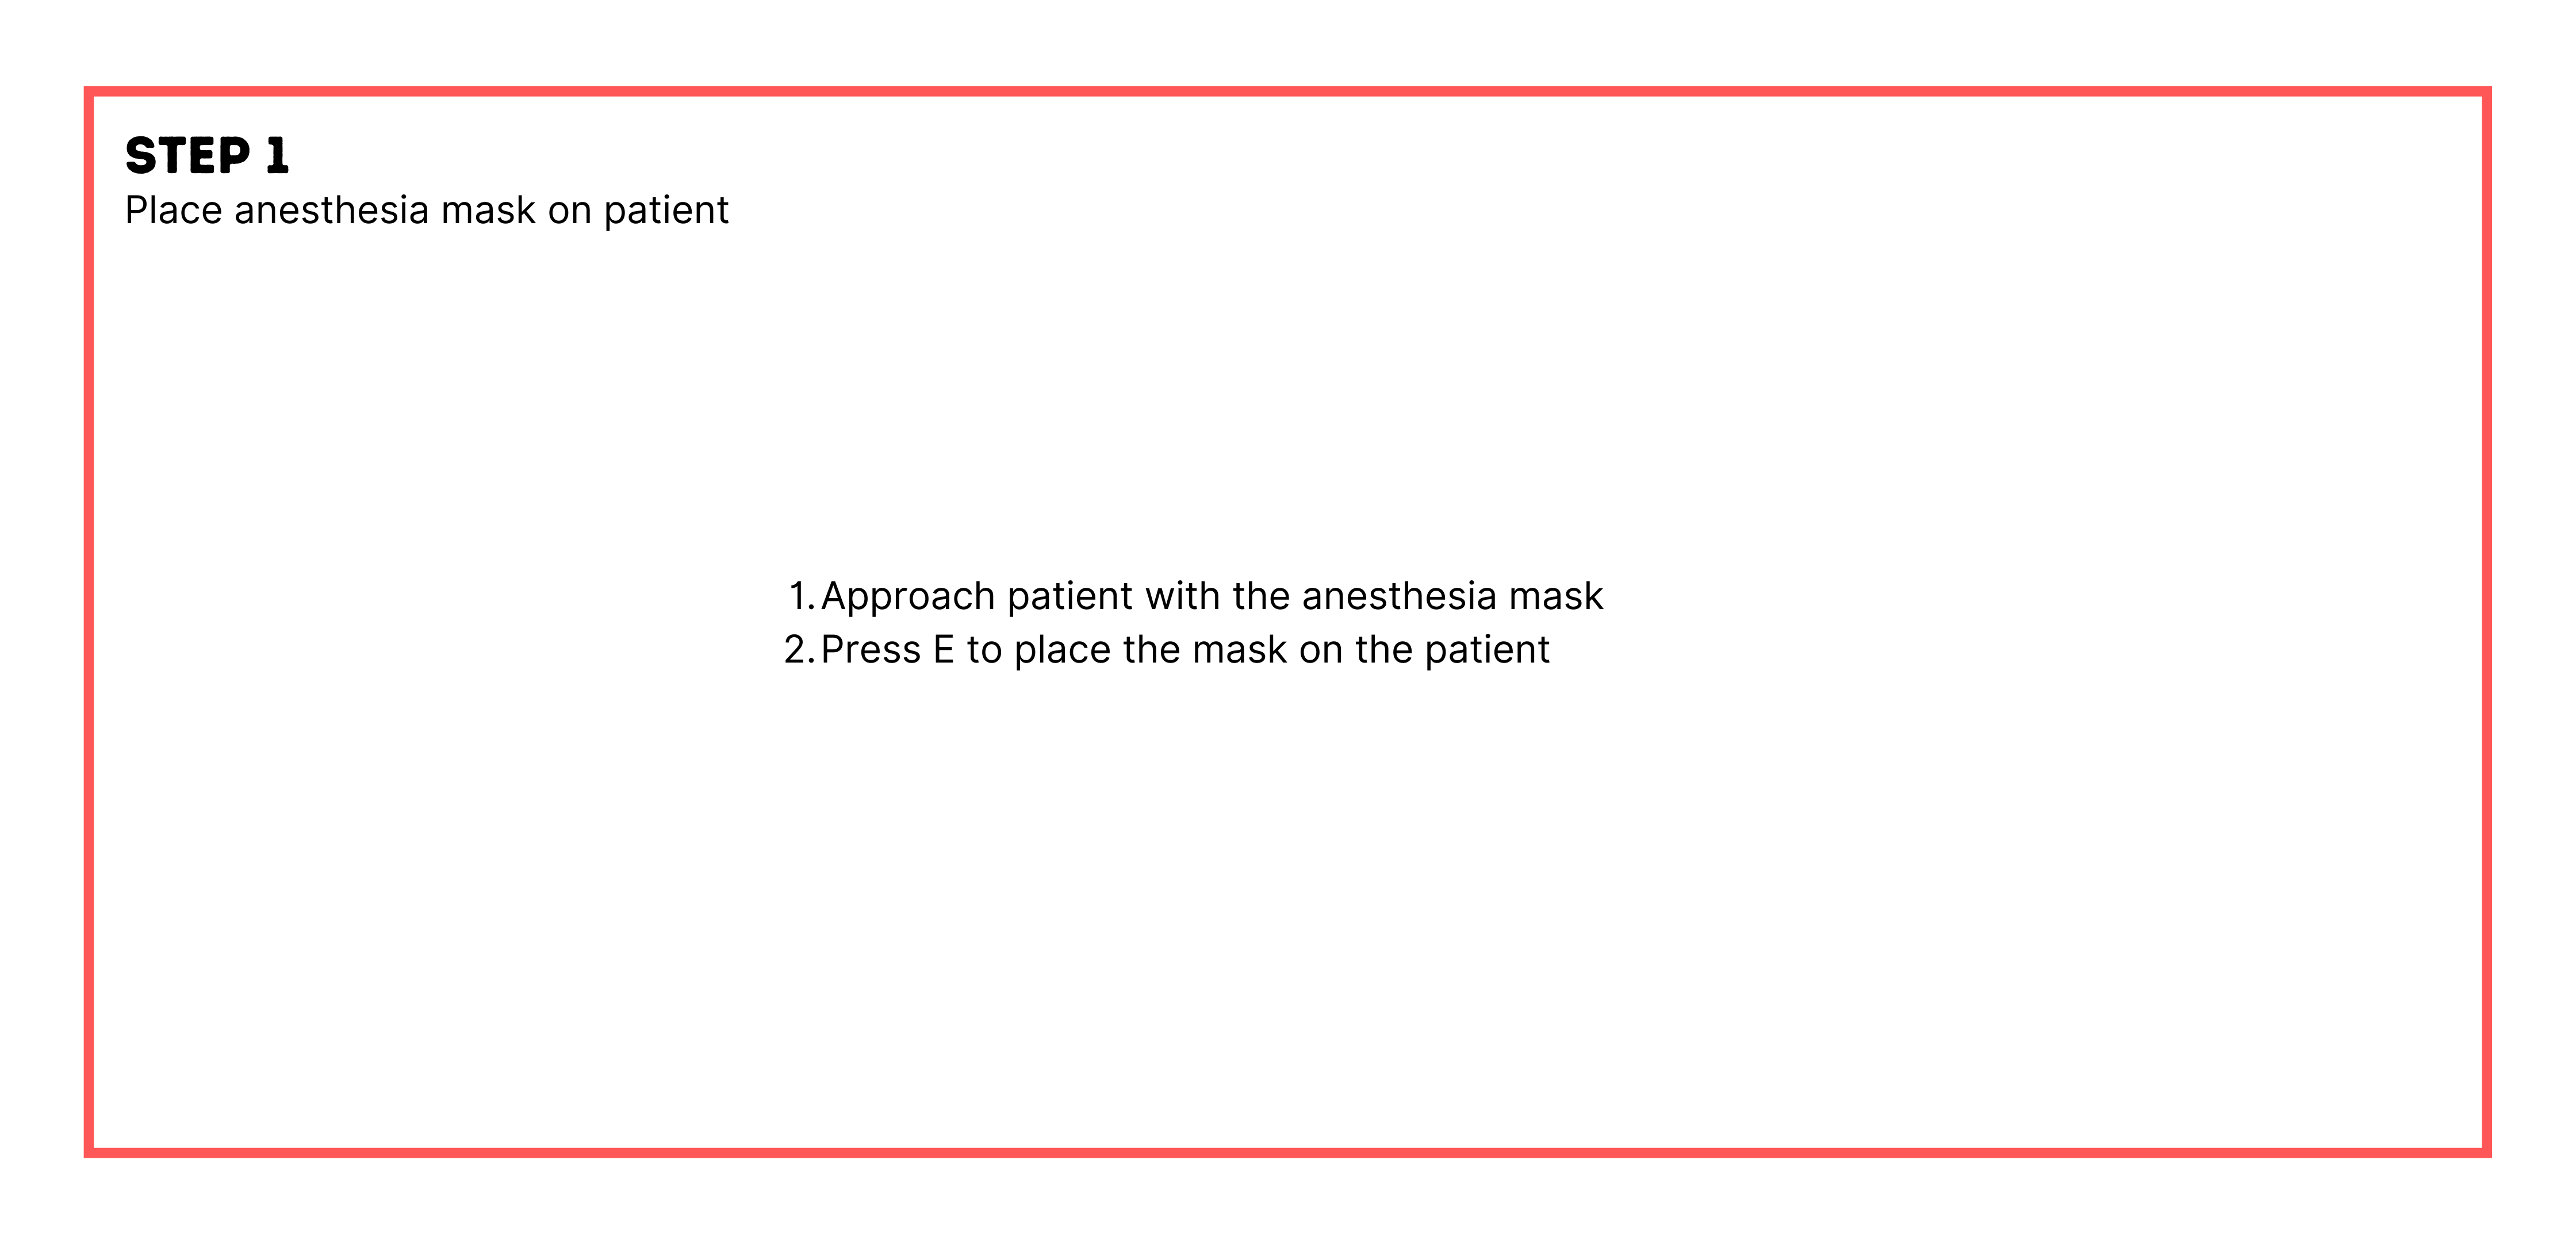 STEP 1
Place anesthesia mask on patient
1. Approach patient with the anesthesia mask
2. Press E to place the mask on the patient